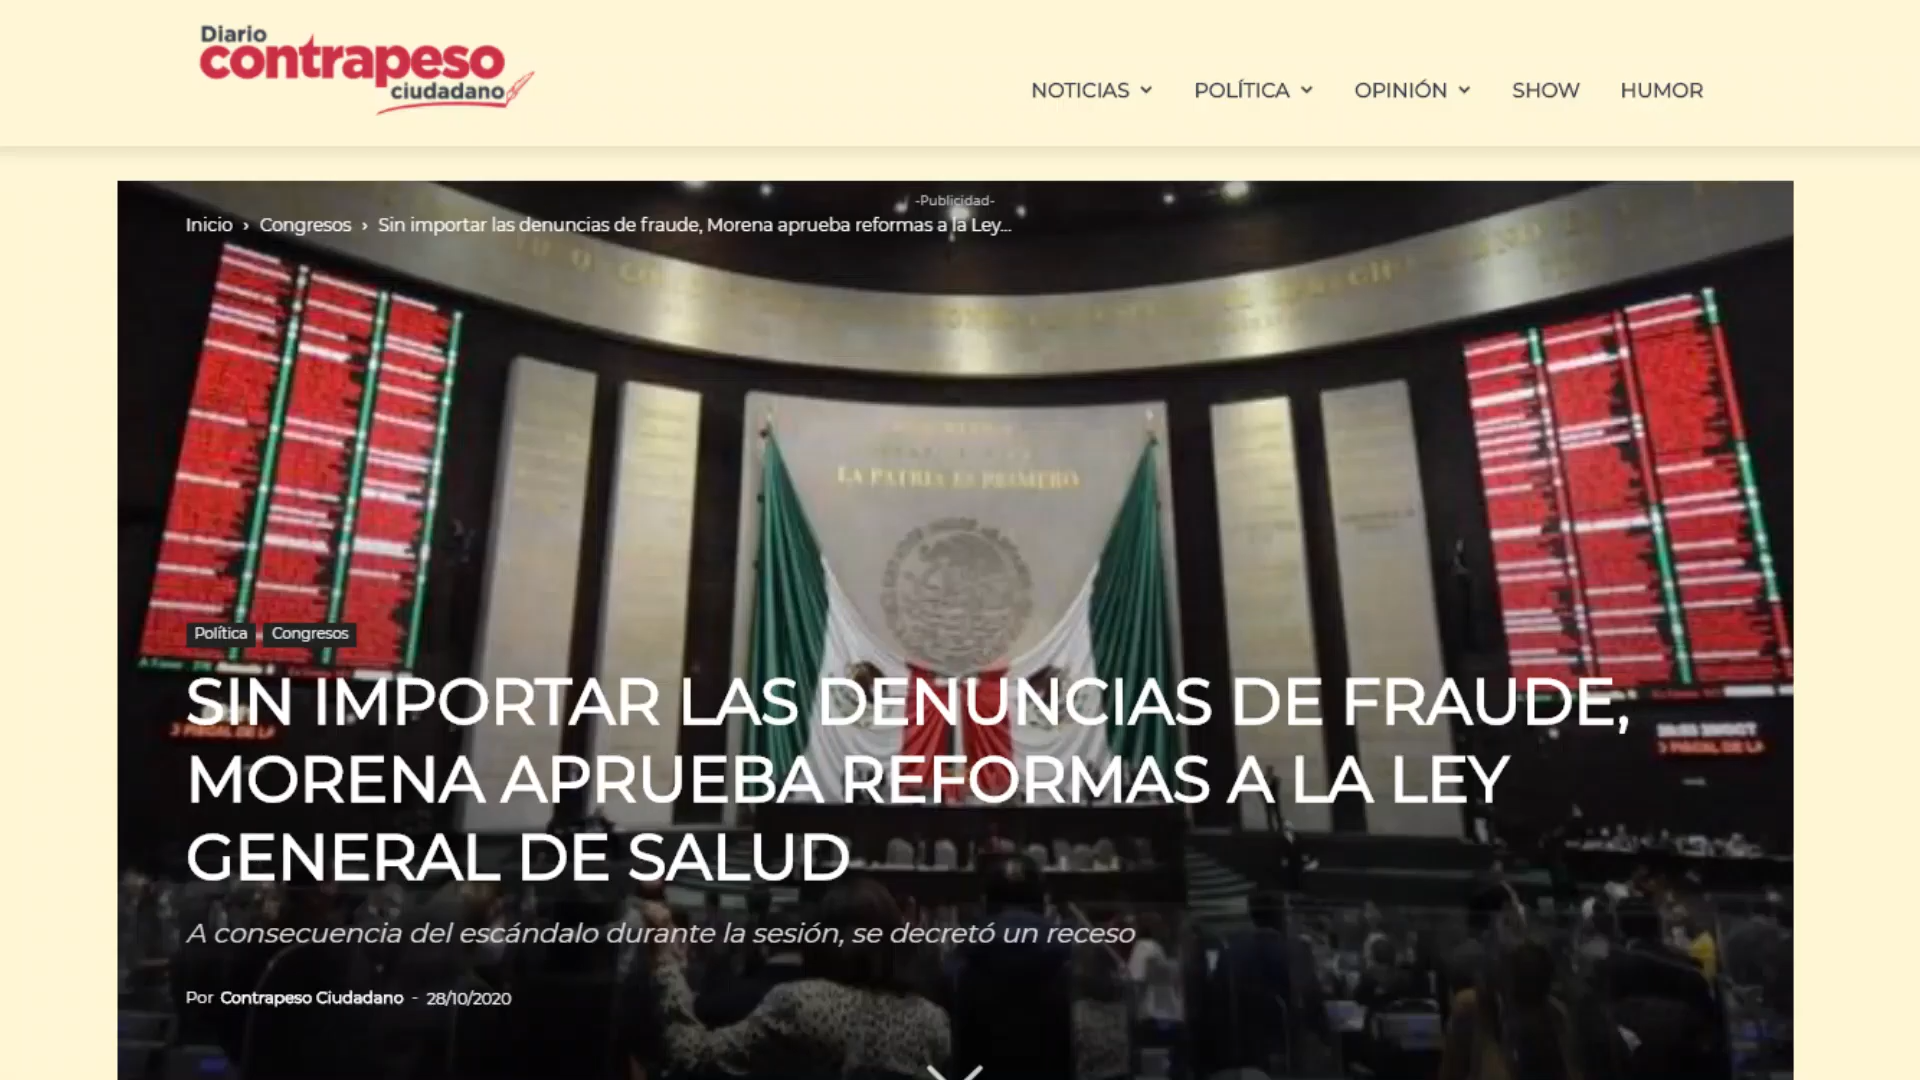 Diario
contrapeso
ciudadano
NOTICIAS
POLÍTICA
OPINIÓN
SHOW
HUMOR
-Publicidad-
Inicio › Congresos › Sin importar las denuncias de fraude, Morena aprueba reformas a la Ley...
LA PATRIA ES PRIMERO
Política
Congresos
SIN IMPORTAR LAS DENUNCIAS DE FRAUDE,
MORENA APRUEBA REFORMAS A LA LEY
GENERAL DE SALUD
A consecuencia del escándalo durante la sesión, se decretó un receso
Por Contrapeso Ciudadano - 28/10/2020